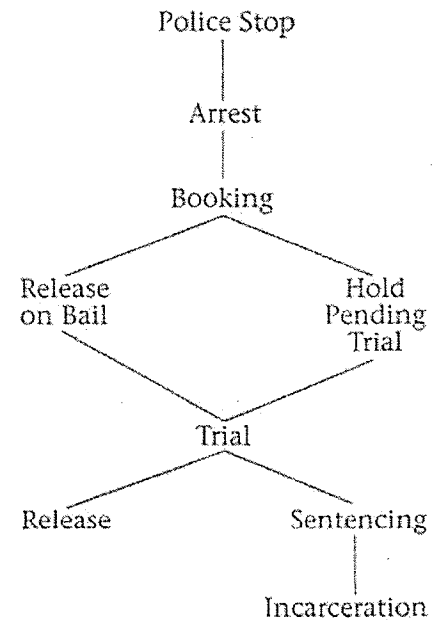 Police Stop
Arrest
Booking
Release
on Bail
Hold
Pending
Trial
Trial
Release
Sentencing
Incarceration